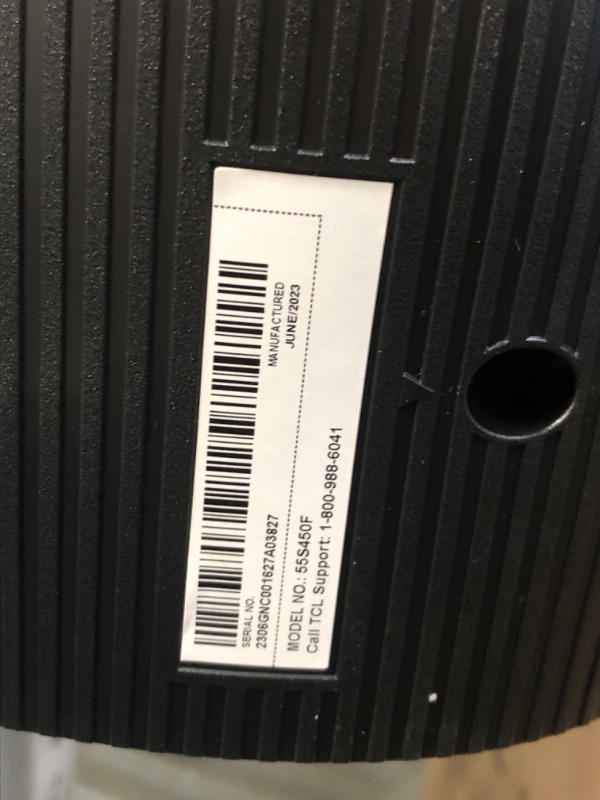 SERIAL NO.
2306GNC001627A03827
MANUFACTURED
JUNE/2023
MODEL NO.: 55S450F
Call TCL Support: 1-800-988-6041